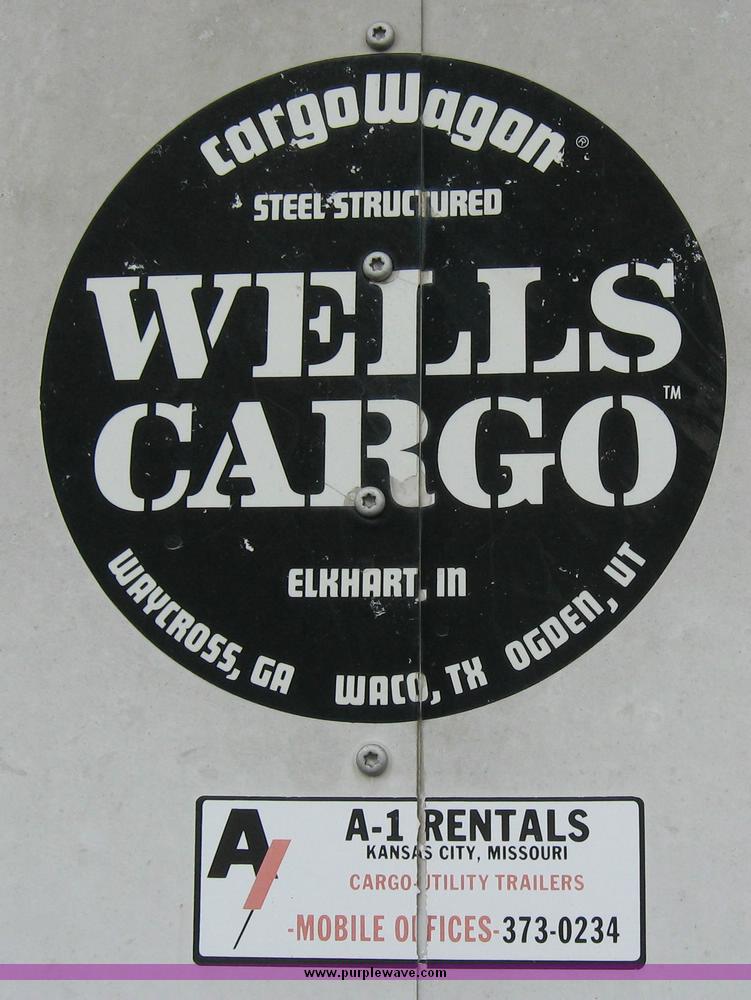 cargoWagon®
STEEL-STRUCTURED
WELLS
CARGO™
ELKHART, IN
WAYCROSS, GA WACO, TX OGDEN, UT
A/
A-1 RENTALS
KANSAS CITY, MISSOURI
CARGO-UTILITY TRAILERS
-MOBILE OFFICES-373-0234
www.purplewave.com